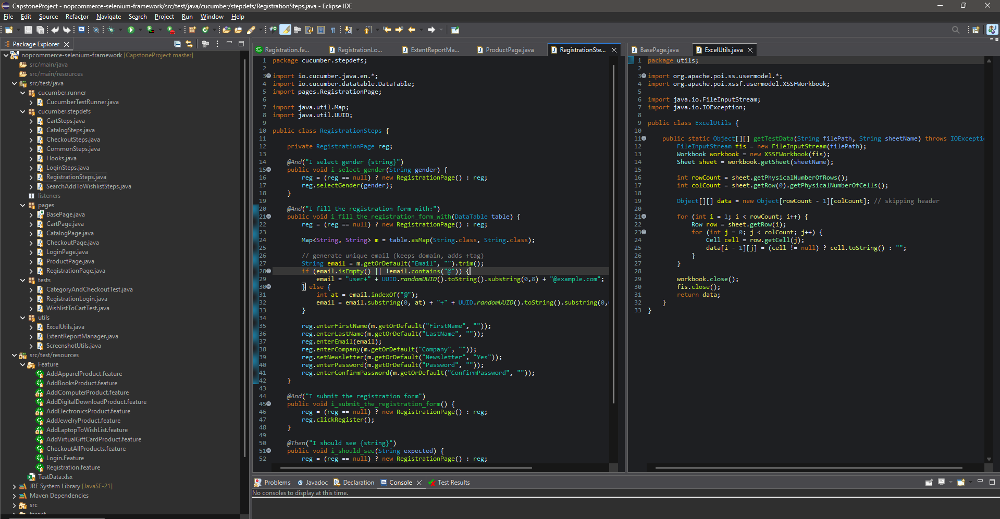 CapstoneProject - nopcommerce-selenium-framework/src/test/java/cucumber/stepdefs/RegistrationSteps.java - Eclipse IDE
File Edit Source Refactor Navigate Search Project Run Window Help
Package Explorer
nopcommerce-selenium-framework [CapstoneProject master]
src/main/java
src/main/resources
src/test/java
cucumber.runner
CucumberTestRunner.java
cucumber.stepdefs
CartSteps.java
CatalogSteps.java
CheckoutSteps.java
CommonSteps.java
Hooks.java
LoginSteps.java
RegistrationSteps.java
SearchAddToWishlistSteps.java
listeners
pages
BasePage.java
CartPage.java
CatalogPage.java
CheckoutPage.java
LoginPage.java
ProductPage.java
RegistrationPage.java
tests
CategoryAndCheckoutTest.java
RegistrationLogin.java
WishlistToCartTest.java
utils
ExcelUtils.java
ExtentReportManager.java
ScreenshotUtils.java
src/test/resources
Feature
AddApparelProduct.feature
AddBooksProduct.feature
AddComputerProduct.feature
AddDigitalDownloadProduct.feature
AddElectronicsProduct.feature
AddJewelryProduct.feature
AddLaptopToWishList.feature
AddVirtualGiftCardProduct.feature
CheckoutAllProducts.feature
Login.Feature
Registration.feature
TestData.xlsx
JRE System Library [JavaSE-21]
Maven Dependencies
src
target
Registration.fe... RegistrationLo... ExtentReportMa... ProductPage.java RegistrationSte...
1 package cucumber.stepdefs;
2
3 import io.cucumber.java.en.*;
4 import io.cucumber.datatable.DataTable;
5 import pages.RegistrationPage;
6
7 import java.util.Map;
8 import java.util.UUID;
9
10 public class RegistrationSteps {
11
12 private RegistrationPage reg;
13
14 @And("I select gender {string}")
15 public void i_select_gender(String gender) {
16 reg = (reg == null) ? new RegistrationPage() : reg;
17 reg.selectGender(gender);
18 }
19
20 @And("I fill the registration form with:")
21 public void i_fill_the_registration_form_with(DataTable table) {
22 reg = (reg == null) ? new RegistrationPage() : reg;
23
24 Map<String, String> m = table.asMap(String.class, String.class);
25
26 // generate unique email (keeps domain, adds +tag)
27 String email = m.getOrDefault("Email", "").trim();
28 if (email.isEmpty() || !email.contains("@")) {
29 email = "user+" + UUID.randomUUID().toString().substring(0,8) + "@example.com";
30 } else {
31 int at = email.indexOf("@");
32 email = email.substring(0, at) + "+" + UUID.randomUUID().toString().substring(0,
33 }
34
35 reg.enterFirstName(m.getOrDefault("FirstName", ""));
36 reg.enterLastName(m.getOrDefault("LastName", ""));
37 reg.enterEmail(email);
38 reg.enterCompany(m.getOrDefault("Company", ""));
39 reg.setNewsletter(m.getOrDefault("Newsletter", "Yes"));
40 reg.enterPassword(m.getOrDefault("Password", ""));
41 reg.enterConfirmPassword(m.getOrDefault("ConfirmPassword", ""));
42 }
43
44 @And("I submit the registration form")
45 public void i_submit_the_registration_form() {
46 reg = (reg == null) ? new RegistrationPage() : reg;
47 reg.clickRegister();
48 }
49
50 @Then("I should see {string}")
51 public void i_should_see(String expected) {
52 reg = (reg == null) ? new RegistrationPage() : reg;
BasePage.java ExcelUtils.java
1 package utils;
2
3 import org.apache.poi.ss.usermodel.*;
4 import org.apache.poi.xssf.usermodel.XSSFWorkbook;
5
6 import java.io.FileInputStream;
7 import java.io.IOException;
8
9 public class ExcelUtils {
10
11 public static Object[][] getTestData(String filePath, String sheetName) throws IOExcepti
12 FileInputStream fis = new FileInputStream(filePath);
13 Workbook workbook = new XSSFWorkbook(fis);
14 Sheet sheet = workbook.getSheet(sheetName);
15
16 int rowCount = sheet.getPhysicalNumberOfRows();
17 int colCount = sheet.getRow(0).getPhysicalNumberOfCells();
18
19 Object[][] data = new Object[rowCount - 1][colCount]; // skipping header
20
21 for (int i = 1; i < rowCount; i++) {
22 Row row = sheet.getRow(i);
23 for (int j = 0; j < colCount; j++) {
24 Cell cell = row.getCell(j);
25 data[i - 1][j] = (cell != null) ? cell.toString() : "";
26 }
27 }
28
29 workbook.close();
30 fis.close();
31 return data;
32 }
33 }
Problems Javadoc Declaration Console Test Results
No consoles to display at this time.